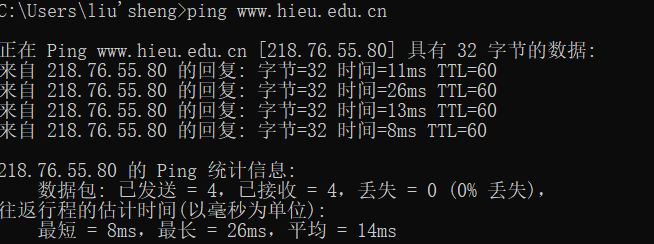 C:\Users\liu'sheng>ping www.hieu.edu.cn
正在 Ping www.hieu.edu.cn [218.76.55.80] 具有 32 字节的数据:
来自 218.76.55.80 的回复: 字节=32 时间=11ms TTL=60
来自 218.76.55.80 的回复: 字节=32 时间=26ms TTL=60
来自 218.76.55.80 的回复: 字节=32 时间=13ms TTL=60
来自 218.76.55.80 的回复: 字节=32 时间=8ms TTL=60
218.76.55.80 的 Ping 统计信息:
数据包: 已发送 = 4，已接收 = 4，丢失 = 0 (0% 丢失)，
往返行程的估计时间(以毫秒为单位):
最短 = 8ms，最长 = 26ms，平均 = 14ms